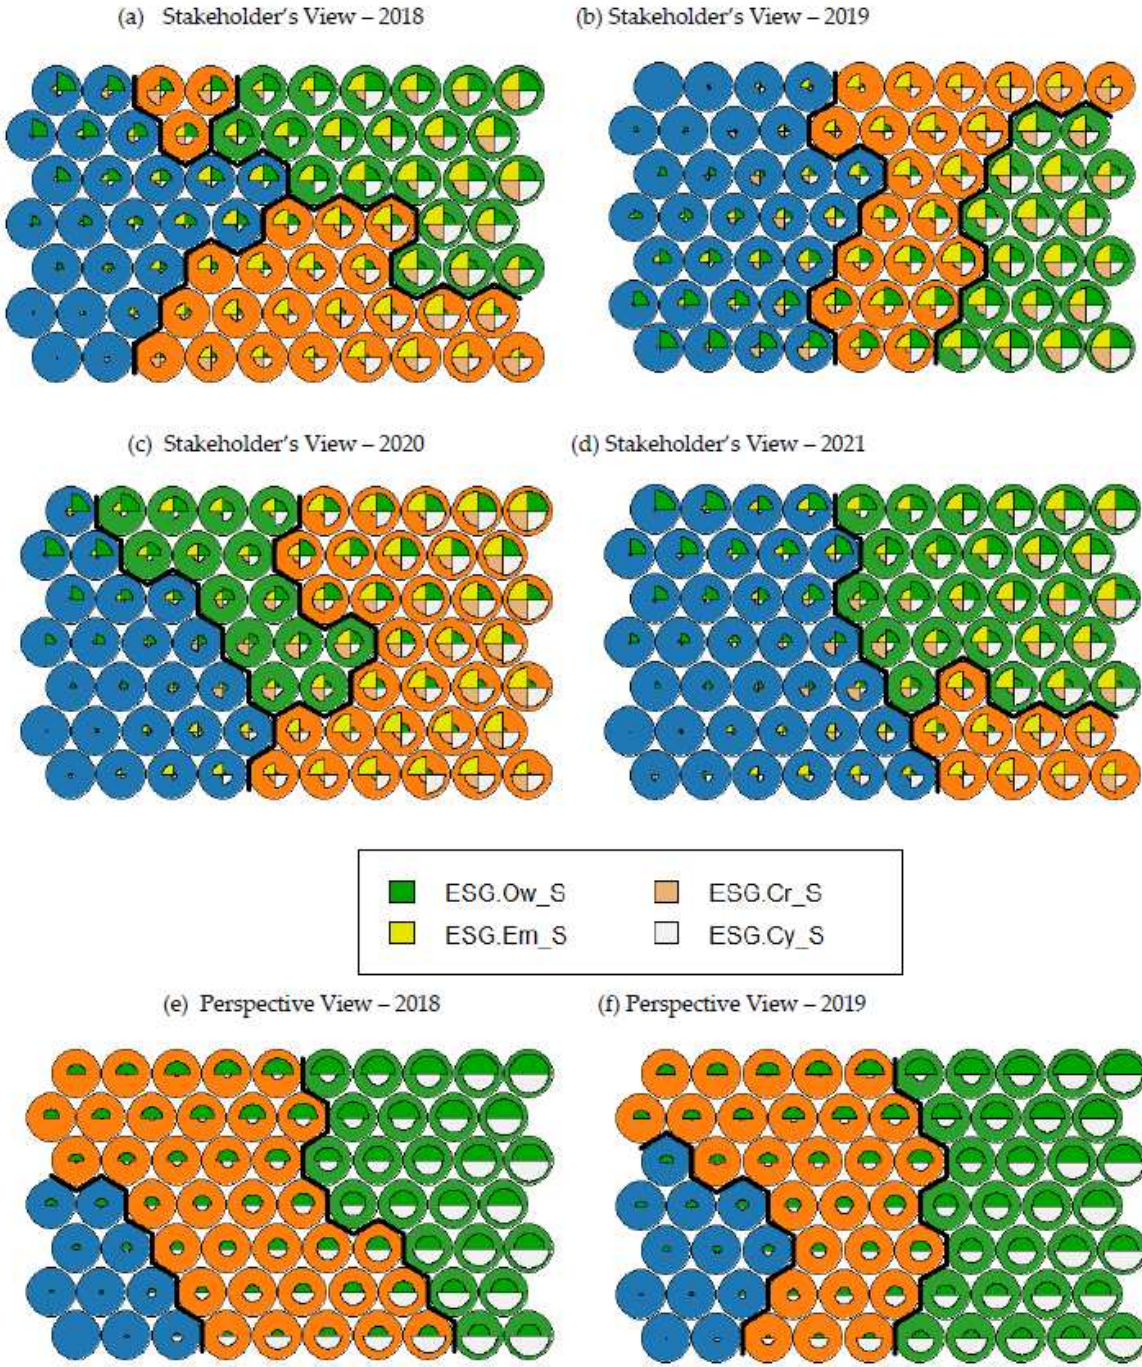 (a) Stakeholder’s View – 2018
(b) Stakeholder’s View – 2019
(c) Stakeholder’s View – 2020
(d) Stakeholder’s View – 2021
ESG.Ow_S
ESG.Cr_S
ESG.Em_S
ESG.Cy_S
(e) Perspective View – 2018
(f) Perspective View – 2019